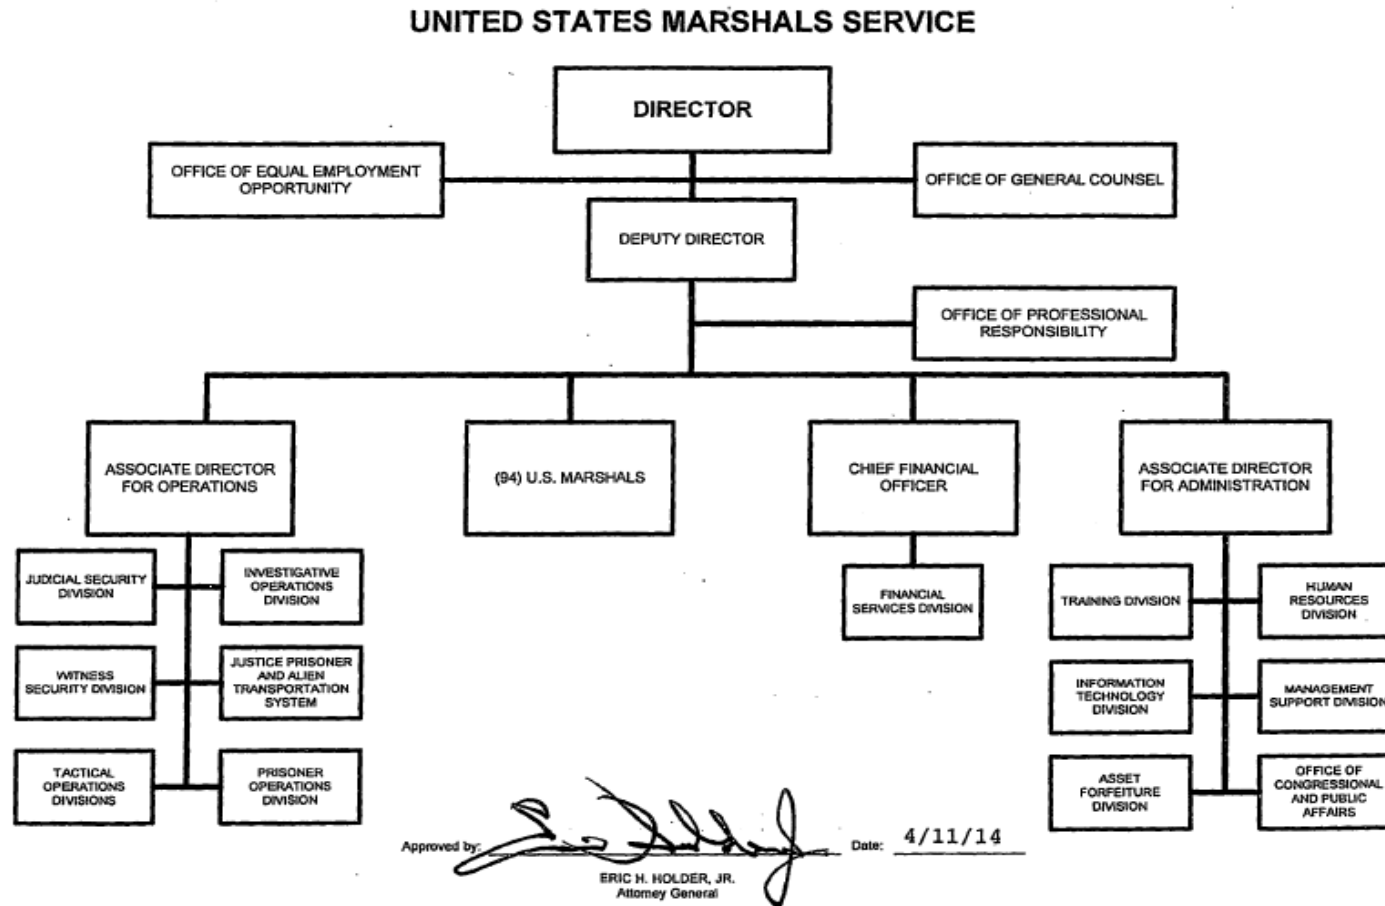 UNITED STATES MARSHALS SERVICE
DIRECTOR
OFFICE OF EQUAL EMPLOYMENT
OPPORTUNITY
OFFICE OF GENERAL COUNSEL
DEPUTY DIRECTOR
OFFICE OF PROFESSIONAL
RESPONSIBILITY
ASSOCIATE DIRECTOR
FOR OPERATIONS
(94) U.S. MARSHALS
CHIEF FINANCIAL
OFFICER
ASSOCIATE DIRECTOR
FOR ADMINISTRATION
JUDICIAL SECURITY
DIVISION
INVESTIGATIVE
OPERATIONS
DIVISION
FINANCIAL
SERVICES DIVISION
TRAINING DIVISION
HUMAN
RESOURCES
DIVISION
WITNESS
SECURITY DIVISION
JUSTICE PRISONER
AND ALIEN
TRANSPORTATION
SYSTEM
INFORMATION
TECHNOLOGY
DIVISION
MANAGEMENT
SUPPORT DIVISION
TACTICAL
OPERATIONS
DIVISIONS
PRISONER
OPERATIONS
DIVISION
ASSET
FORFEITURE
DIVISION
OFFICE OF
CONGRESSIONAL
AND PUBLIC
AFFAIRS
Approved by:
Date: 4/11/14
ERIC H. HOLDER, JR.
Attorney General